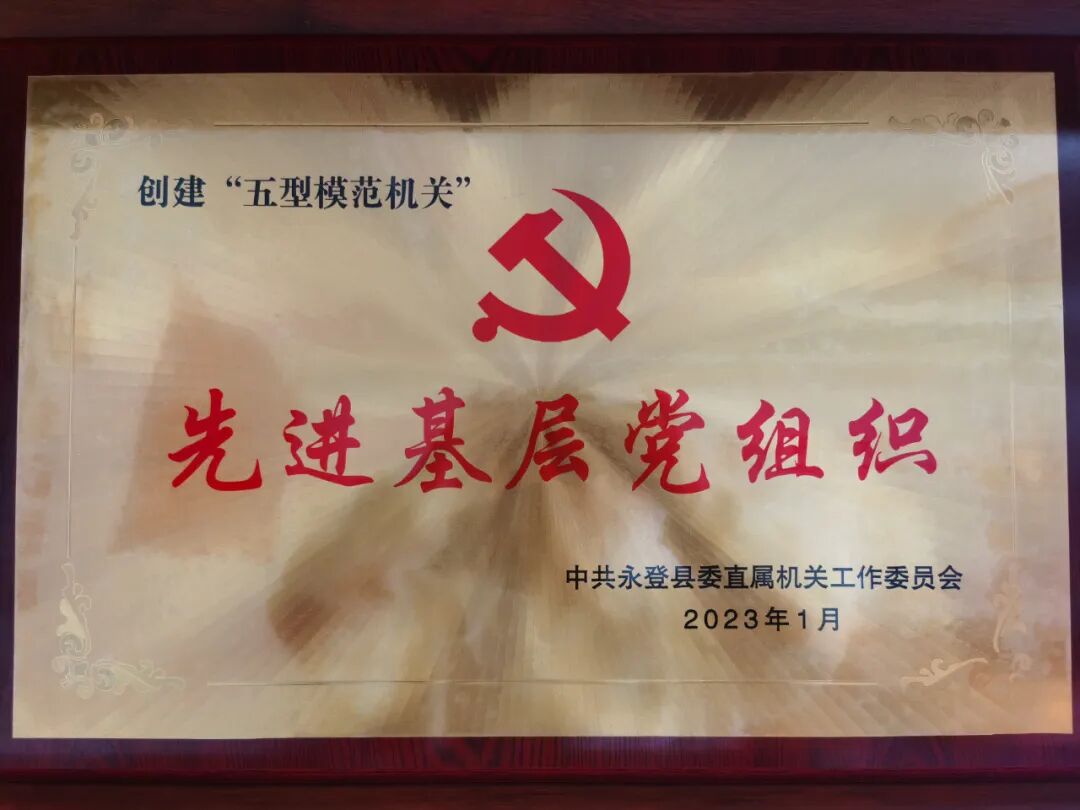 创建“五型模范机关”
先进基层党组织
中共永登县委直属机关工作委员会
2023年1月